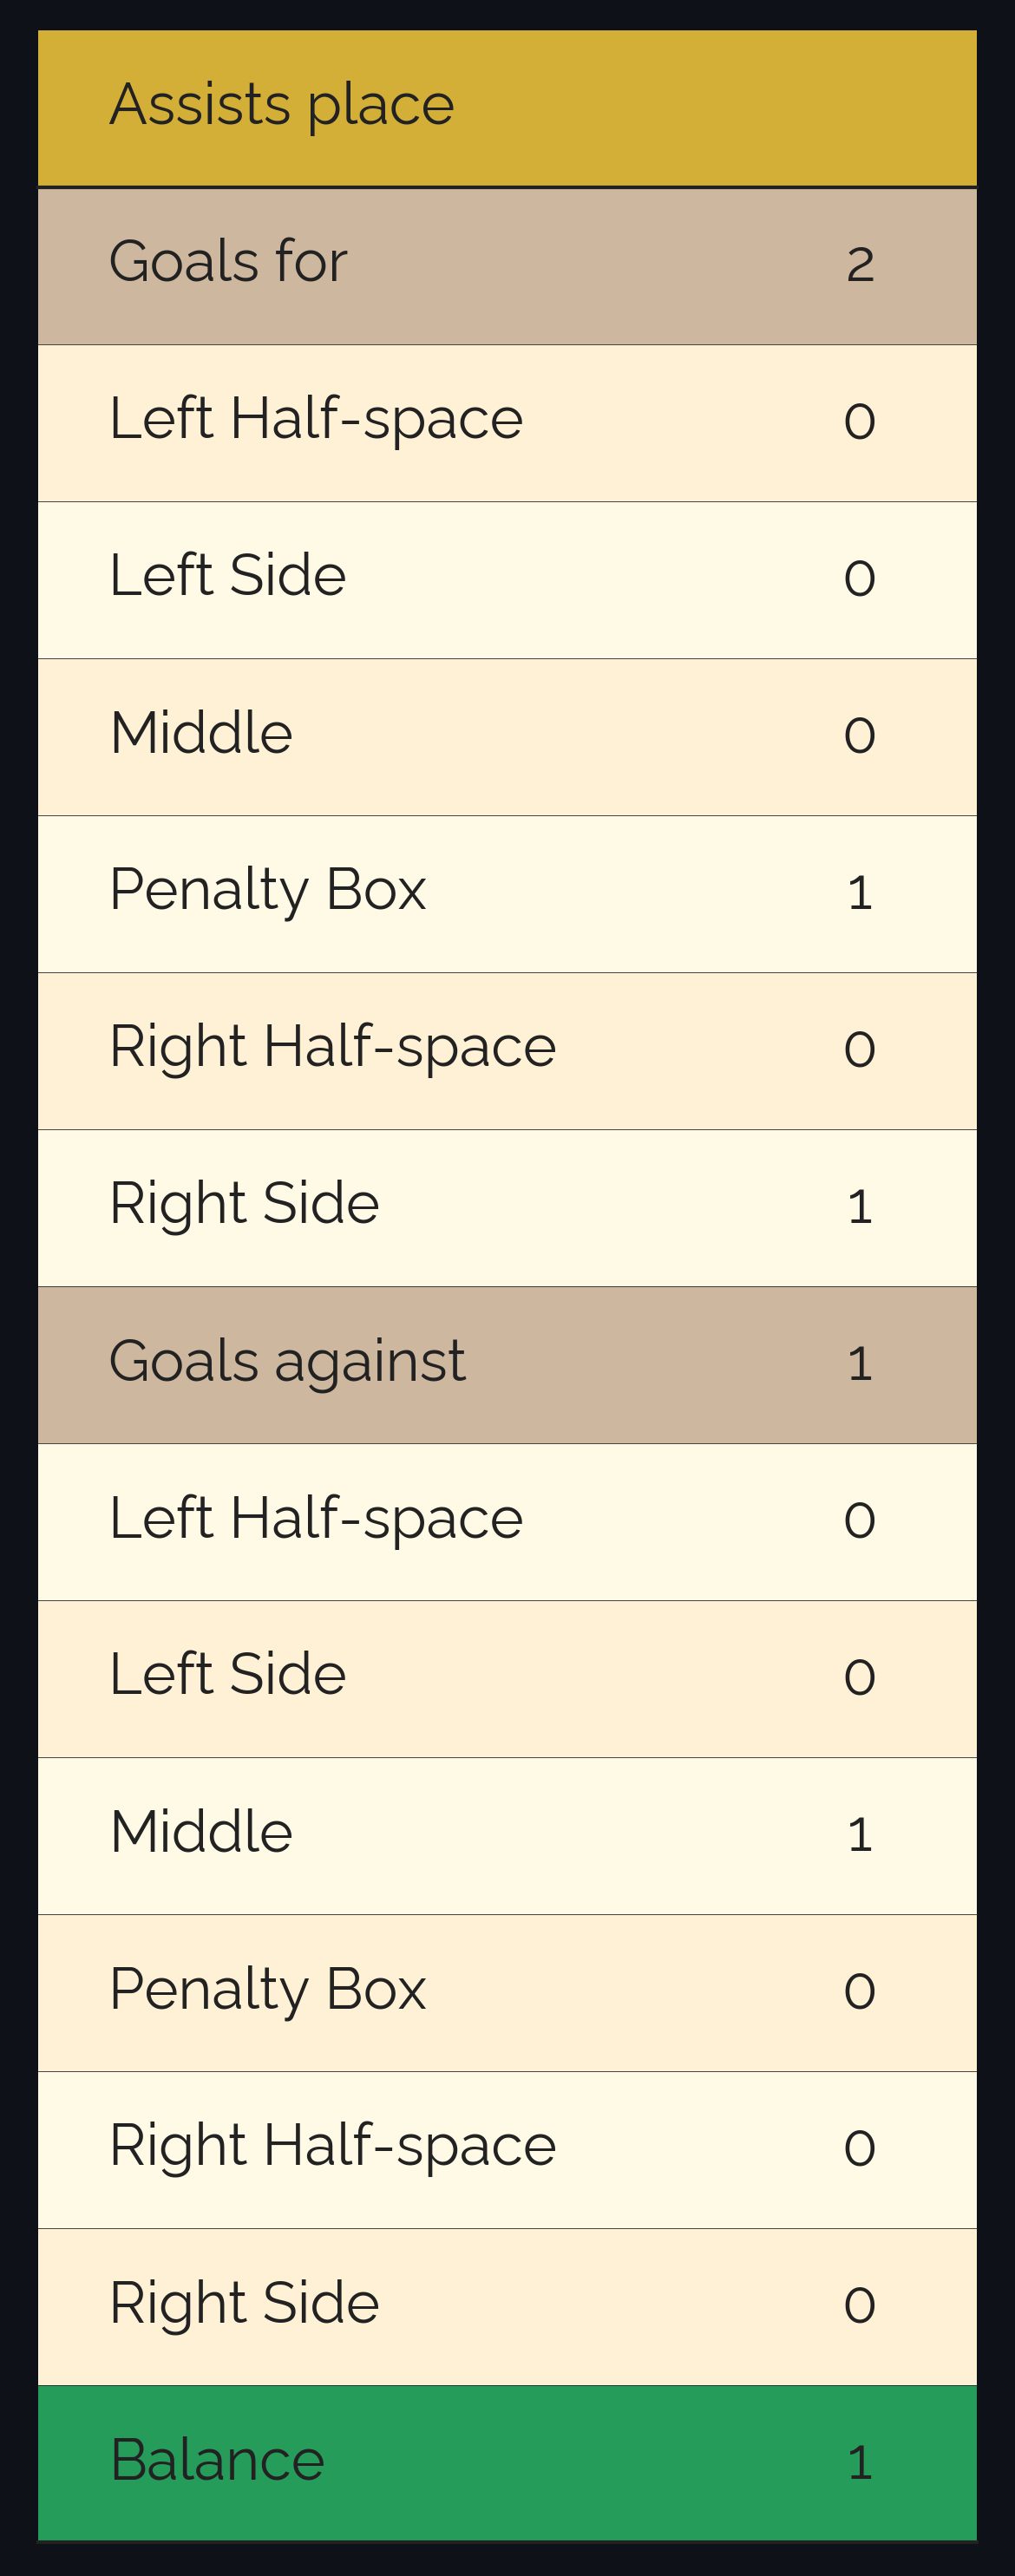 Assists place
Goals for 2
Left Half-space 0
Left Side 0
Middle 0
Penalty Box 1
Right Half-space 0
Right Side 1
Goals against 1
Left Half-space 0
Left Side 0
Middle 1
Penalty Box 0
Right Half-space 0
Right Side 0
Balance 1